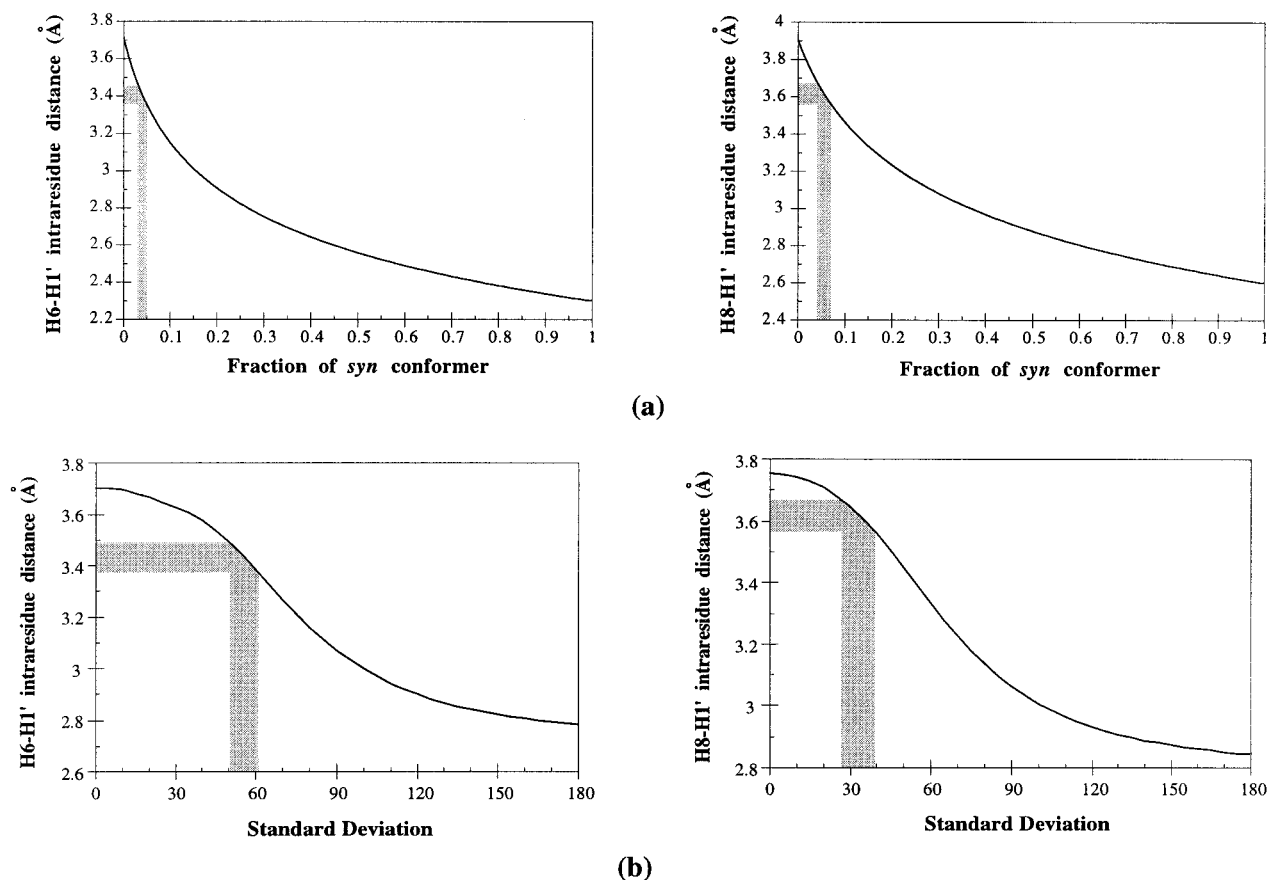 H6-H1' intraresidue distance (Å)
3.8
3.6
3.4
3.2
3
2.8
2.6
2.4
2.2
0 0.1 0.2 0.3 0.4 0.5 0.6 0.7 0.8 0.9 1
Fraction of syn conformer
H8-H1' intraresidue distance (Å)
4
3.8
3.6
3.4
3.2
3
2.8
2.6
2.4
0 0.1 0.2 0.3 0.4 0.5 0.6 0.7 0.8 0.9 1
Fraction of syn conformer
(a)
H6-H1' intraresidue distance (Å)
3.8
3.6
3.4
3.2
3
2.8
2.6
0 30 60 90 120 150 180
Standard Deviation
H8-H1' intraresidue distance (Å)
3.8
3.6
3.4
3.2
3
2.8
0 30 60 90 120 150 180
Standard Deviation
(b)